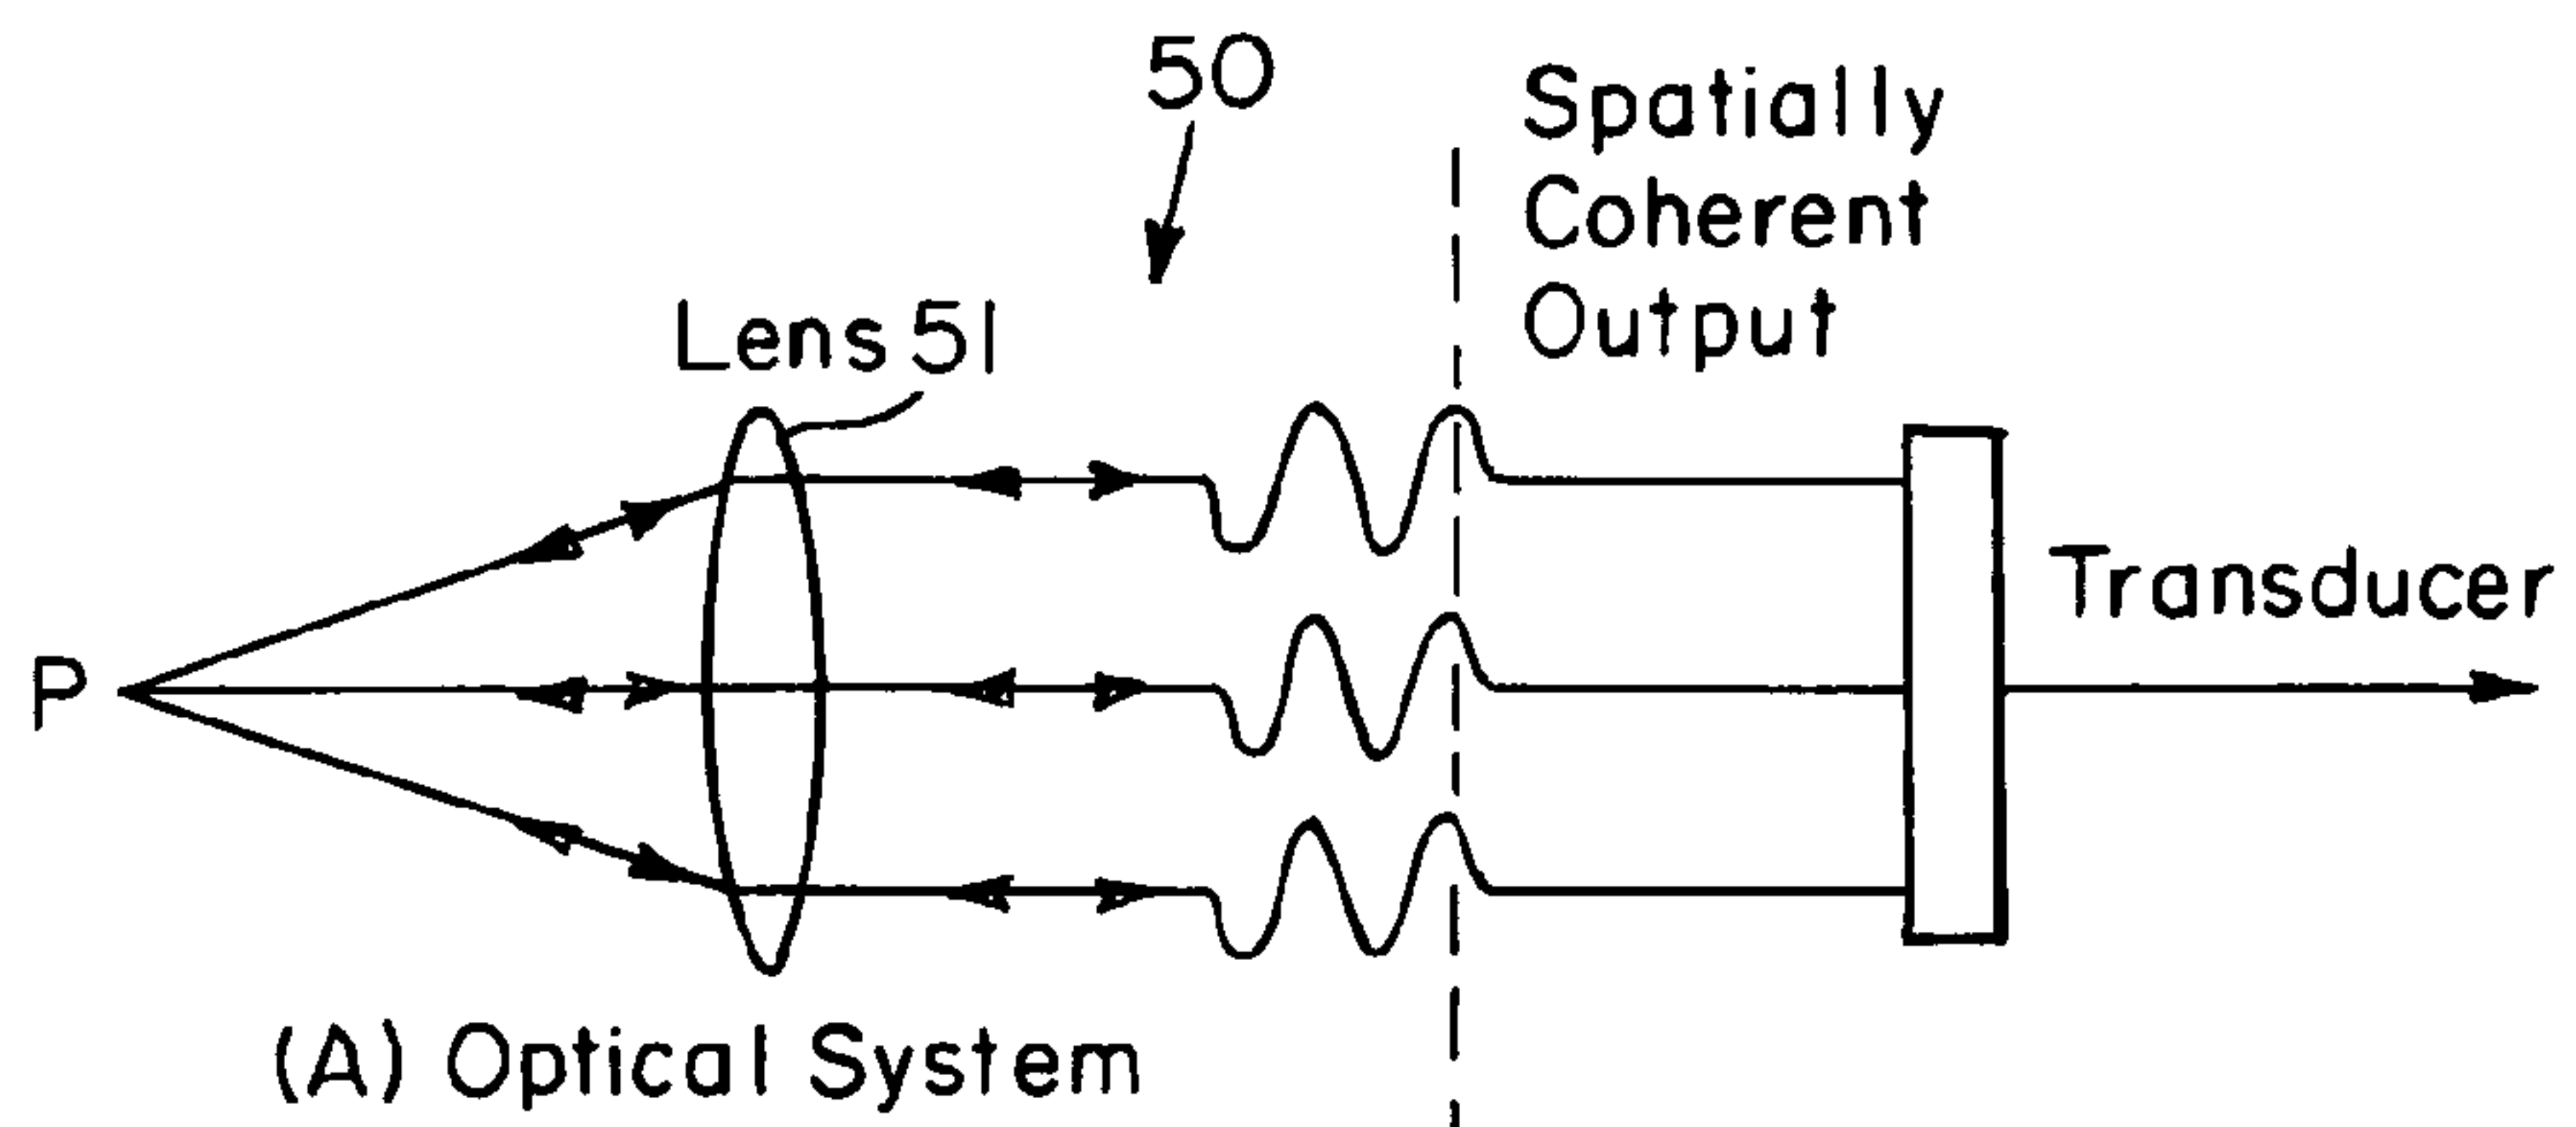 50
Spatially
Coherent
Output
Lens 51
Transducer
P
(A) Optical System